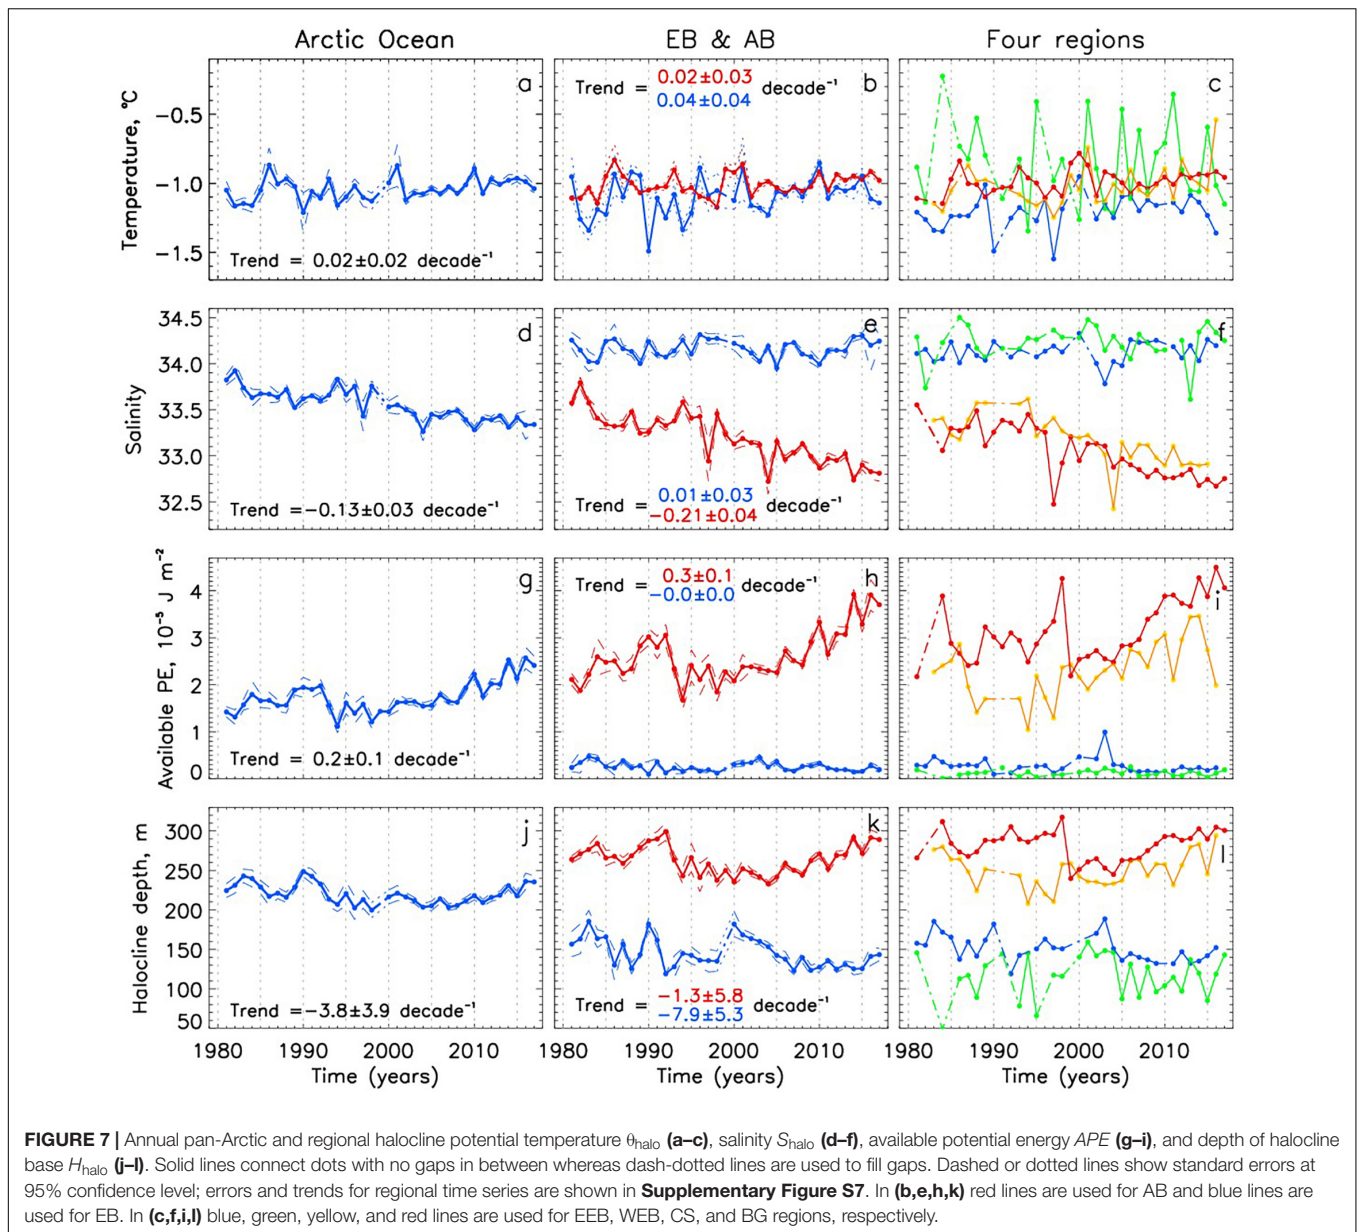 Arctic Ocean
EB & AB
Four regions
Temperature, °C
−0.5
−1.0
−1.5
a
Trend = 0.02±0.02 decade⁻¹
b
Trend = 0.02±0.03 decade⁻¹
0.04±0.04
c
Salinity
34.5
34.0
33.5
33.0
32.5
d
Trend =−0.13±0.03 decade⁻¹
e
Trend = 0.01±0.03 decade⁻¹
−0.21±0.04
f
Available PE, 10⁻⁵ J m⁻²
4
3
2
1
0
g
Trend = 0.2±0.1 decade⁻¹
h
Trend = 0.3±0.1 decade⁻¹
−0.0±0.0
i
Halocline depth, m
300
250
200
150
100
50
j
Trend =−3.8±3.9 decade⁻¹
k
Trend = −1.3±5.8 decade⁻¹
−7.9±5.3
l
1980 1990 2000 2010
1980 1990 2000 2010
1980 1990 2000 2010
Time (years)
Time (years)
Time (years)
FIGURE 7 | Annual pan-Arctic and regional halocline potential temperature θhalo (a–c), salinity Shalo (d–f), available potential energy APE (g–i), and depth of halocline
base Hhalo (j–l). Solid lines connect dots with no gaps in between whereas dash-dotted lines are used to fill gaps. Dashed or dotted lines show standard errors at
95% confidence level; errors and trends for regional time series are shown in Supplementary Figure S7. In (b,e,h,k) red lines are used for AB and blue lines are
used for EB. In (c,f,i,l) blue, green, yellow, and red lines are used for EEB, WEB, CS, and BG regions, respectively.